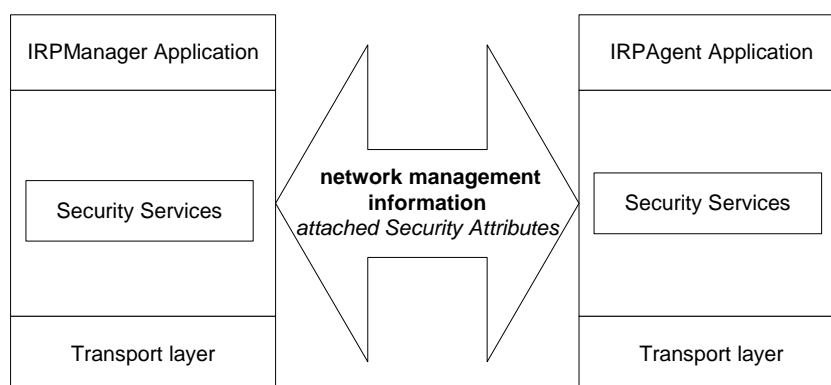 IRPManager Application
Security Services
Transport layer
network management
information
attached Security Attributes
IRPAgent Application
Security Services
Transport layer